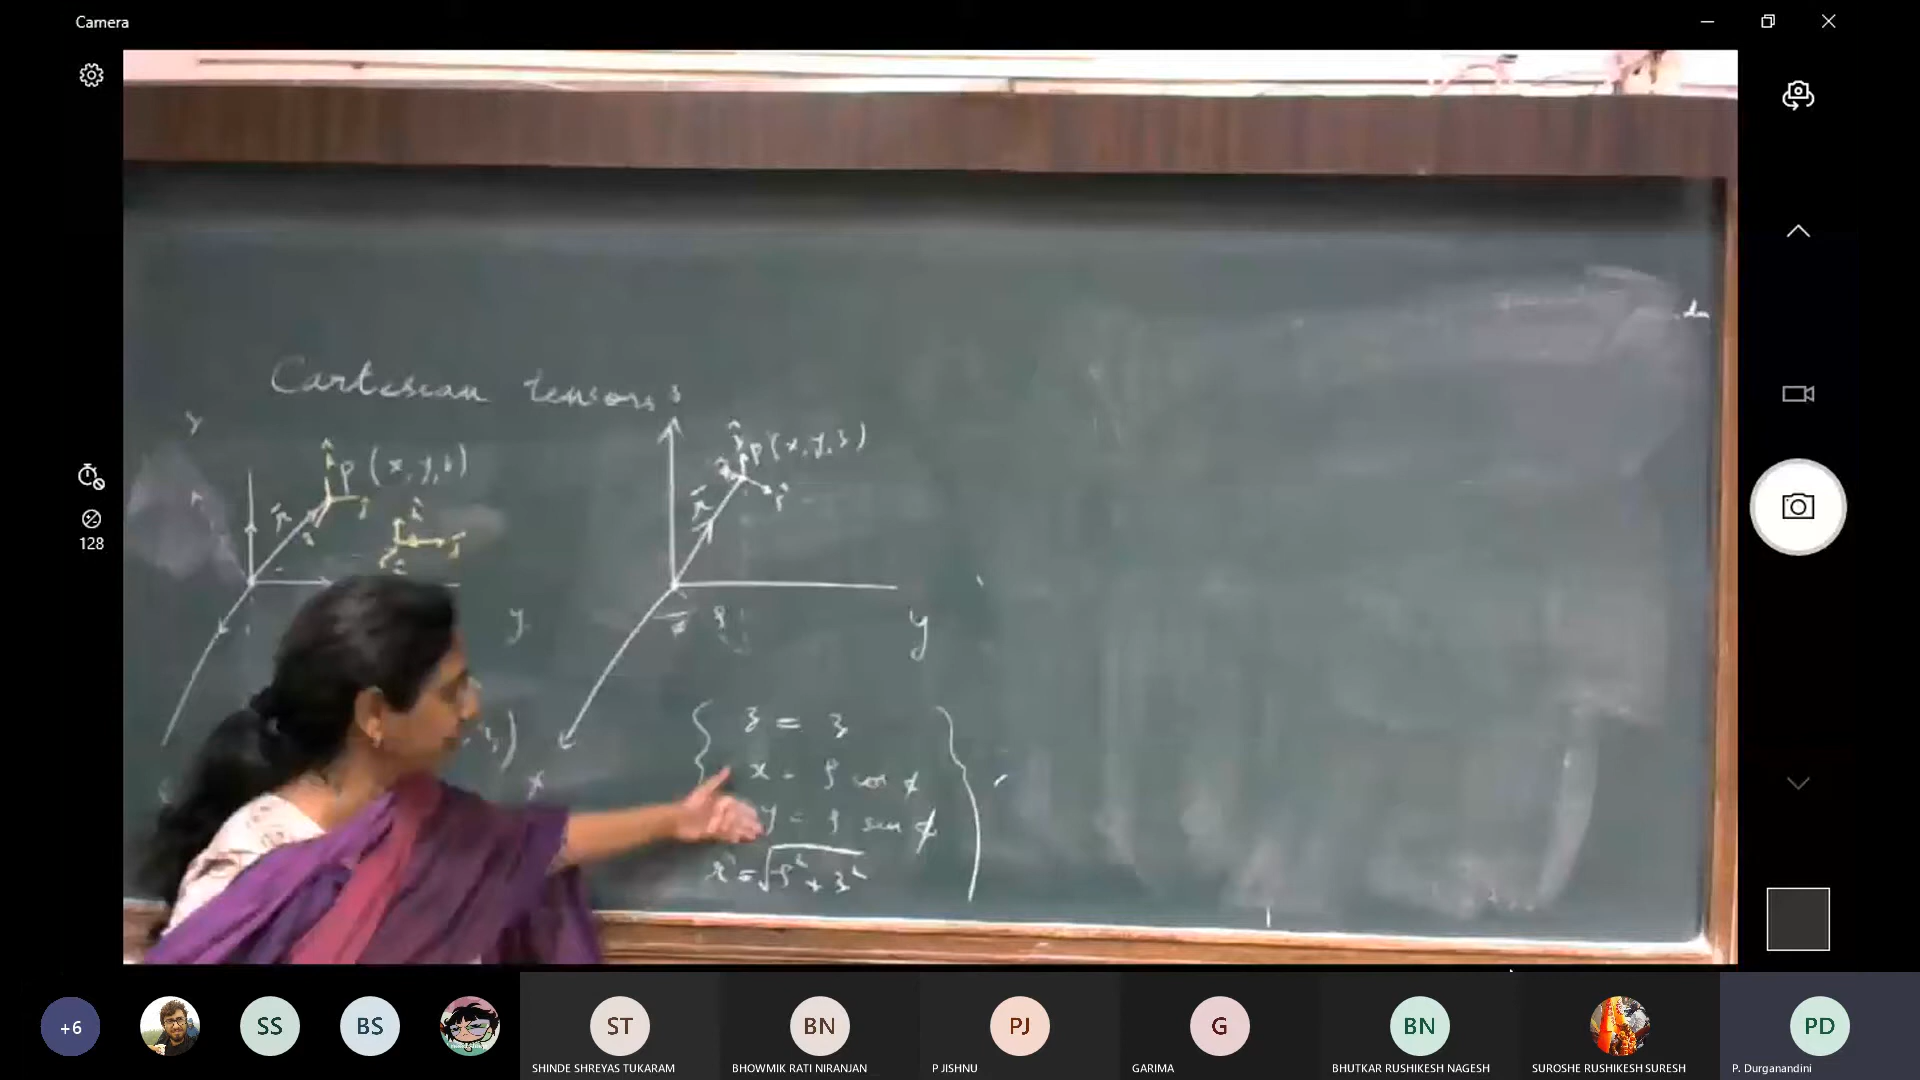 Camera
128
Cartesian tensors
z
P (x, y, z)
P (x, y, z)
r
r
k
j
ρ
y
y
x
z = z
x = ρ cos φ
y = ρ sin φ
r = √ρ² + z²
+6
SS
BS
ST
BN
PJ
G
BN
PD
SHINDE SHREYAS TUKARAM
BHOWMIK RATI NIRANJAN
P JISHNU
GARIMA
BHUTKAR RUSHIKESH NAGESH
SUROSHE RUSHIKESH SURESH
P. Durganandini